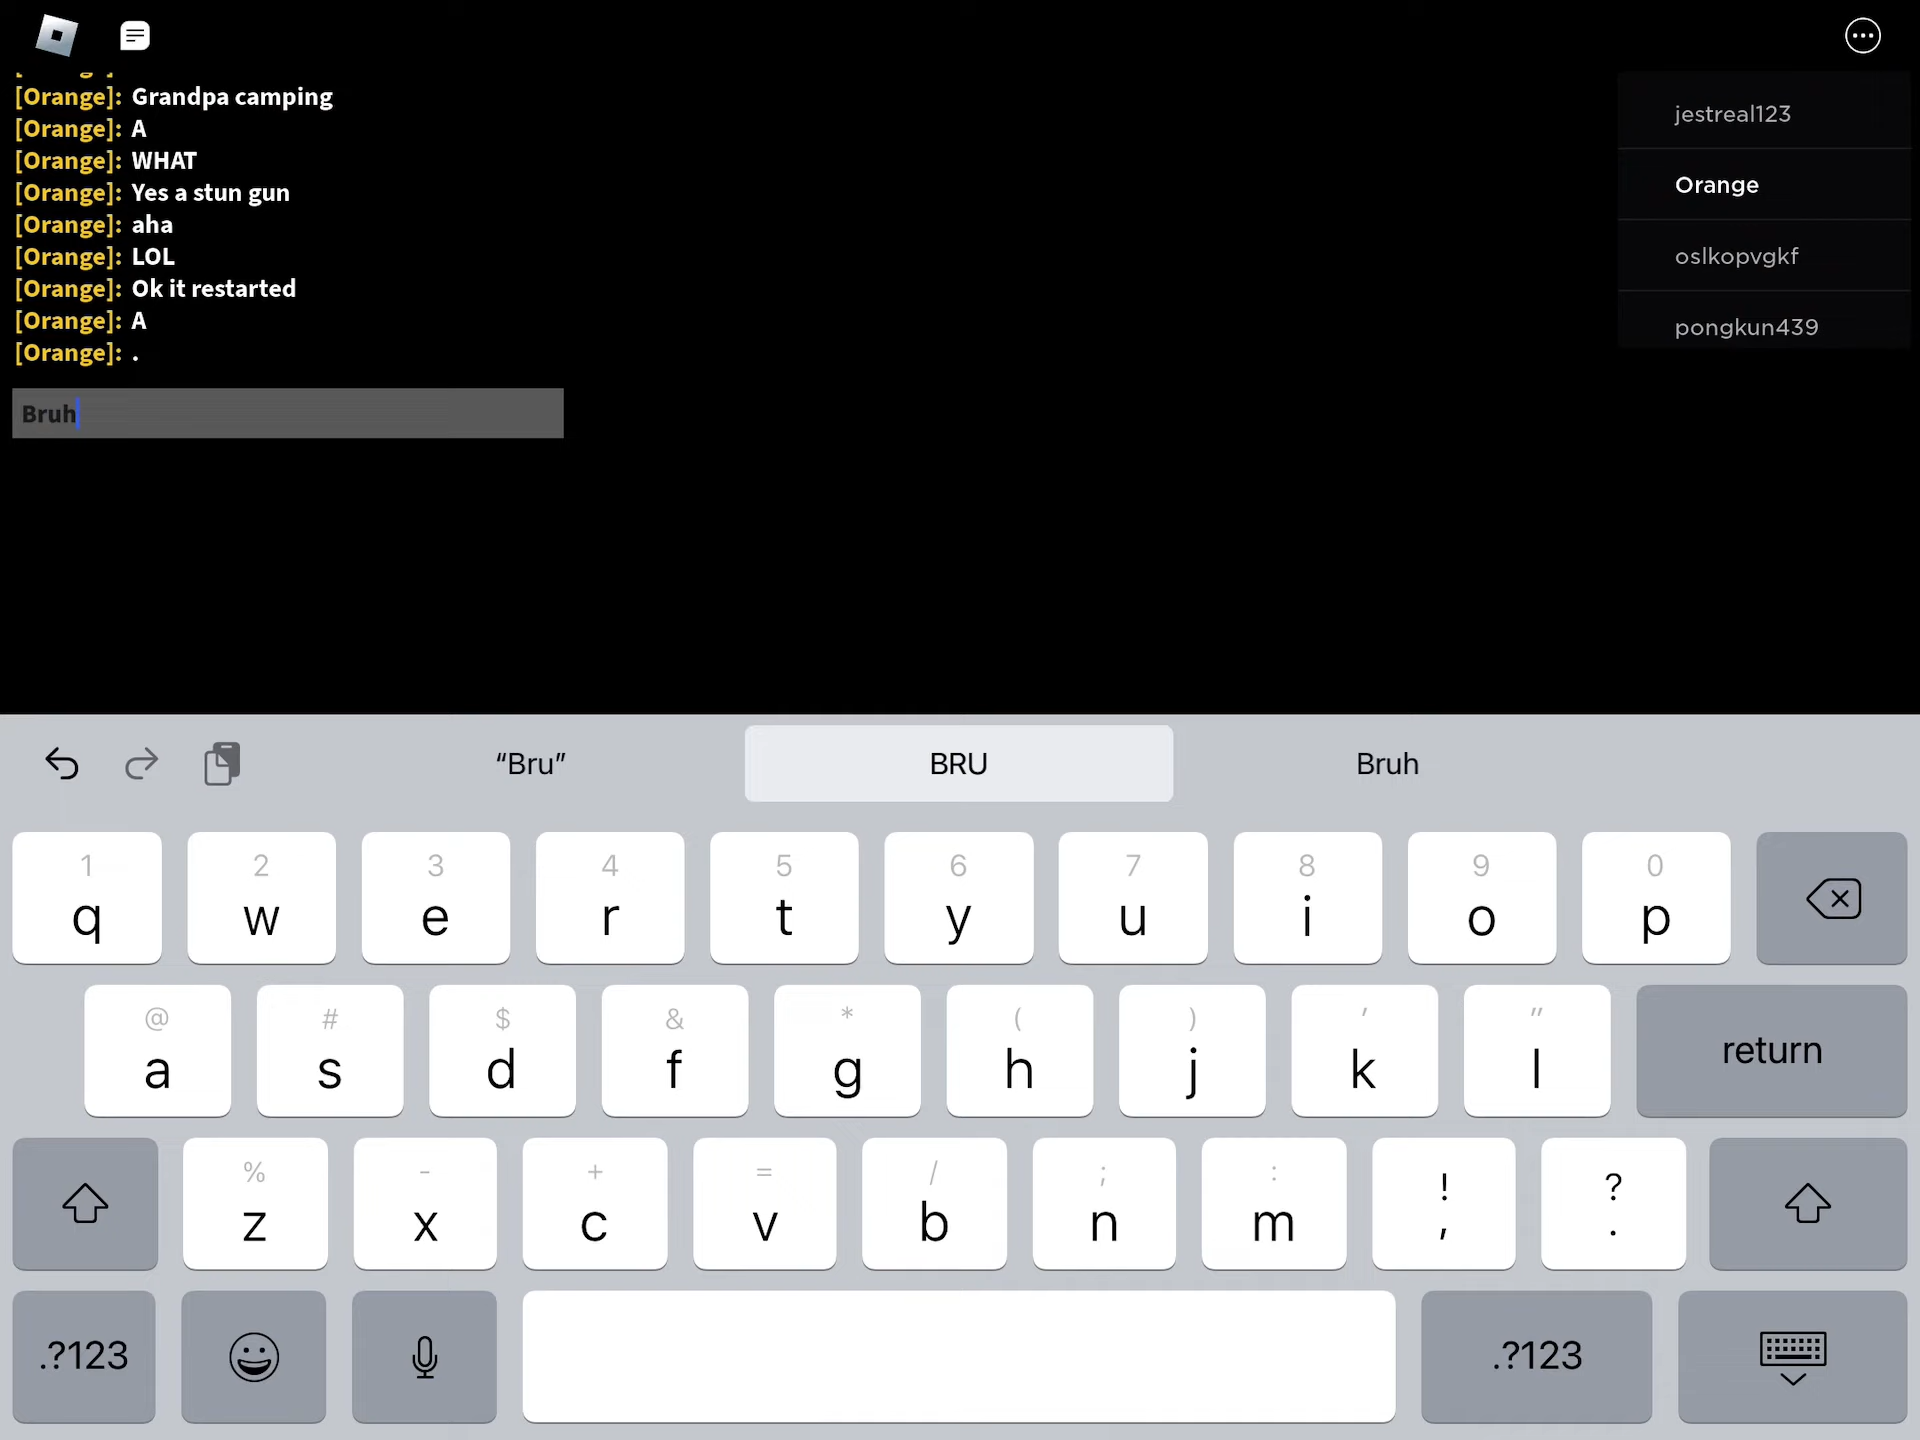 [Orange]: Grandpa camping
[Orange]: A
[Orange]: WHAT
[Orange]: Yes a stun gun
[Orange]: aha
[Orange]: LOL
[Orange]: Ok it restarted
[Orange]: A
[Orange]: .
Bruh
jestreal123
Orange
oslkopvgkf
pongkun439
“Bru” BRU Bruh
1 2 3 4 5 6 7 8 9 0
q w e r t y u i o p
@ # $ & * ( ) ' "
a s d f g h j k l return
% - + = / ; : ! ?
z x c v b n m , .
.?123 .?123